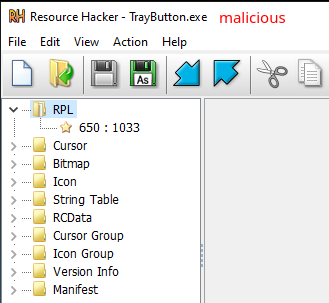 RH Resource Hacker - TrayButton.exe malicious
File Edit View Action Help
As
RPL
650 : 1033
Cursor
Bitmap
Icon
String Table
RCData
Cursor Group
Icon Group
Version Info
Manifest